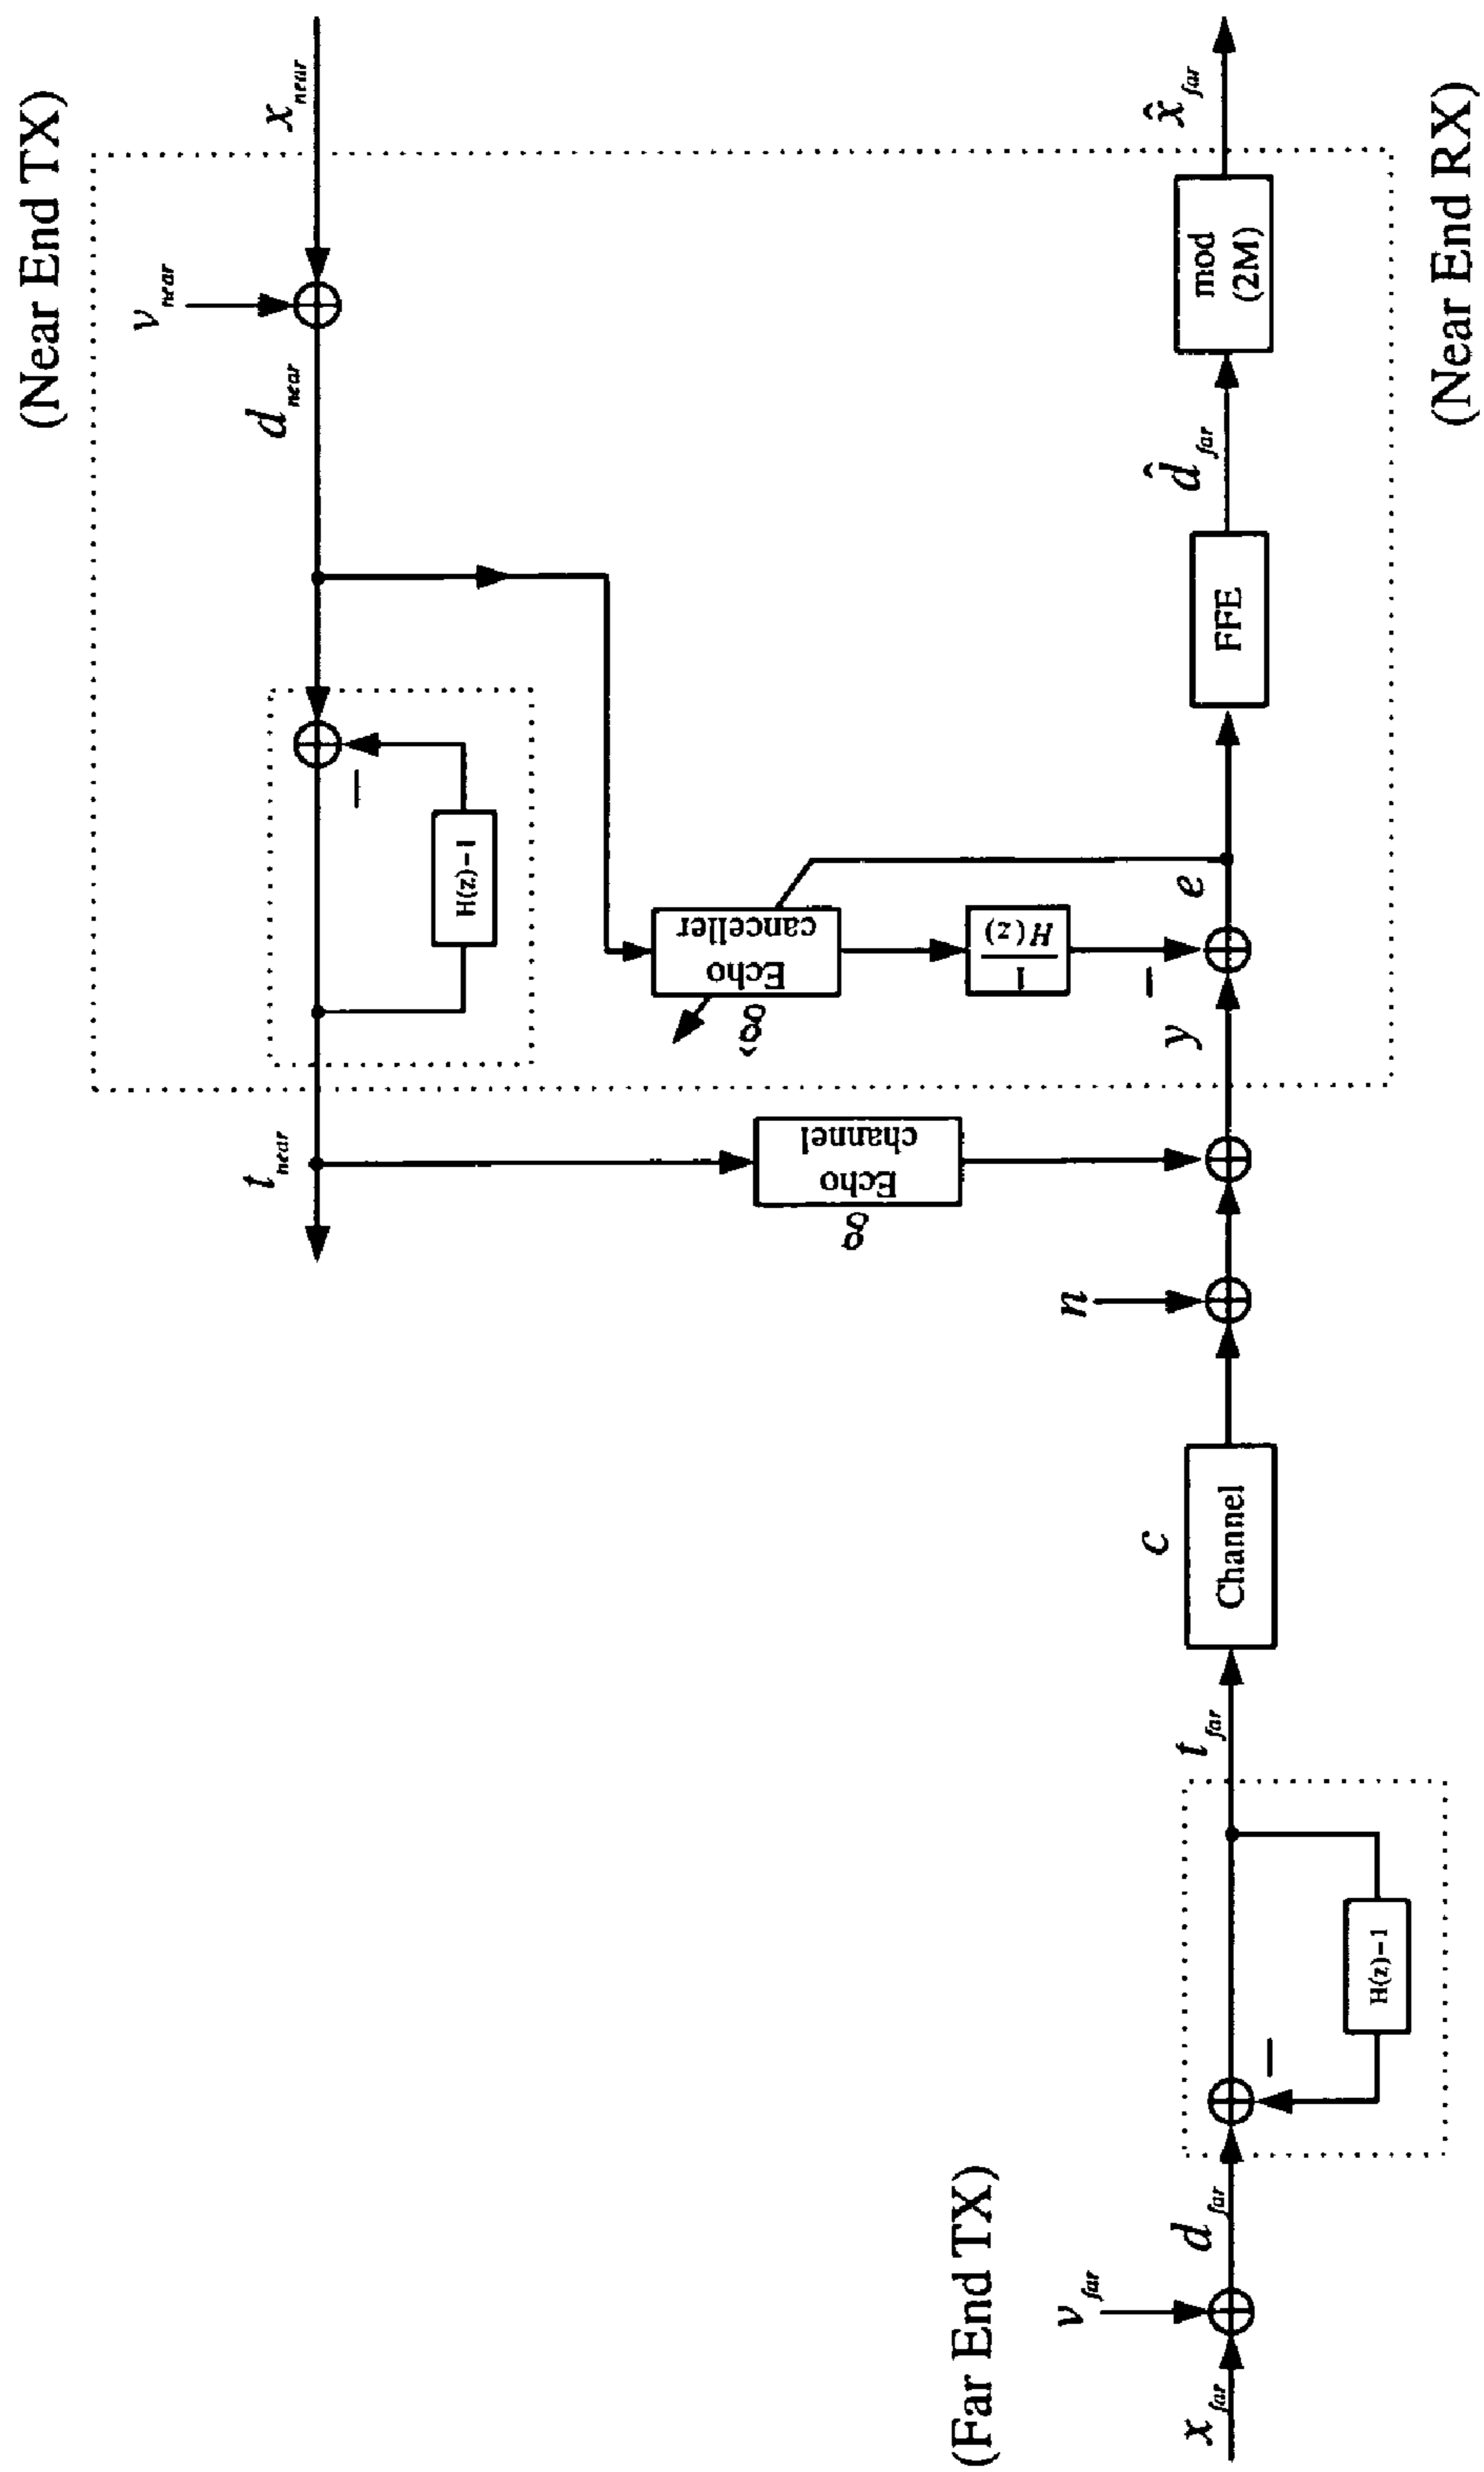 (Near End TX)
x_near
v_near
d_near
H(z)-1
t_near
Echo
canceller
ĝ
1
H(z)
Echo
channel
g
(Far End TX)
x_far
v_far
d_far
H(z)-1
t_far
Channel
c
n
y
e
FFE
d̂_far
mod
(2M)
x̂_far
(Near End RX)